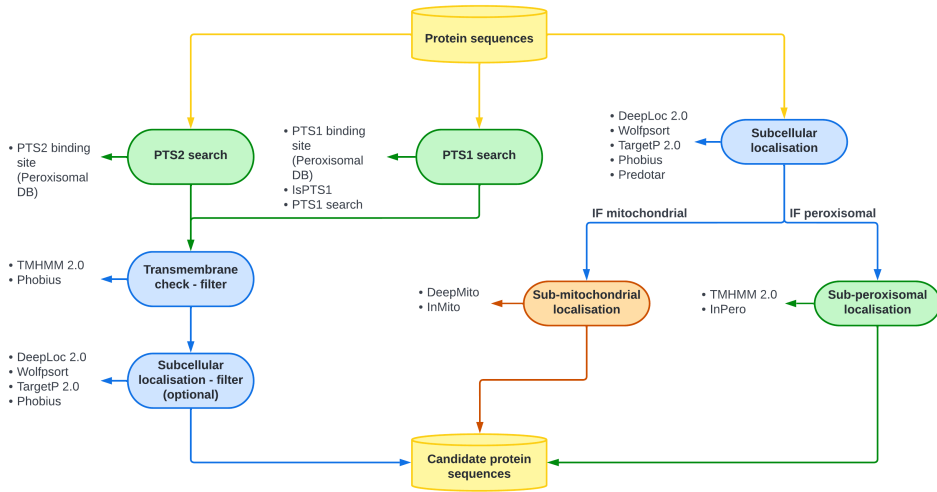 Protein sequences
• PTS2 binding
site
(Peroxisomal
DB)
PTS2 search
• PTS1 binding
site
(Peroxisomal
DB)
• IsPTS1
• PTS1 search
PTS1 search
• DeepLoc 2.0
• Wolfpsort
• TargetP 2.0
• Phobius
• Predotar
Subcellular
localisation
IF mitochondrial
IF peroxisomal
• TMHMM 2.0
• Phobius
Transmembrane
check - filter
• DeepMito
• InMito
Sub-mitochondrial
localisation
• TMHMM 2.0
• InPero
Sub-peroxisomal
localisation
• DeepLoc 2.0
• Wolfpsort
• TargetP 2.0
• Phobius
Subcellular
localisation - filter
(optional)
Candidate protein
sequences